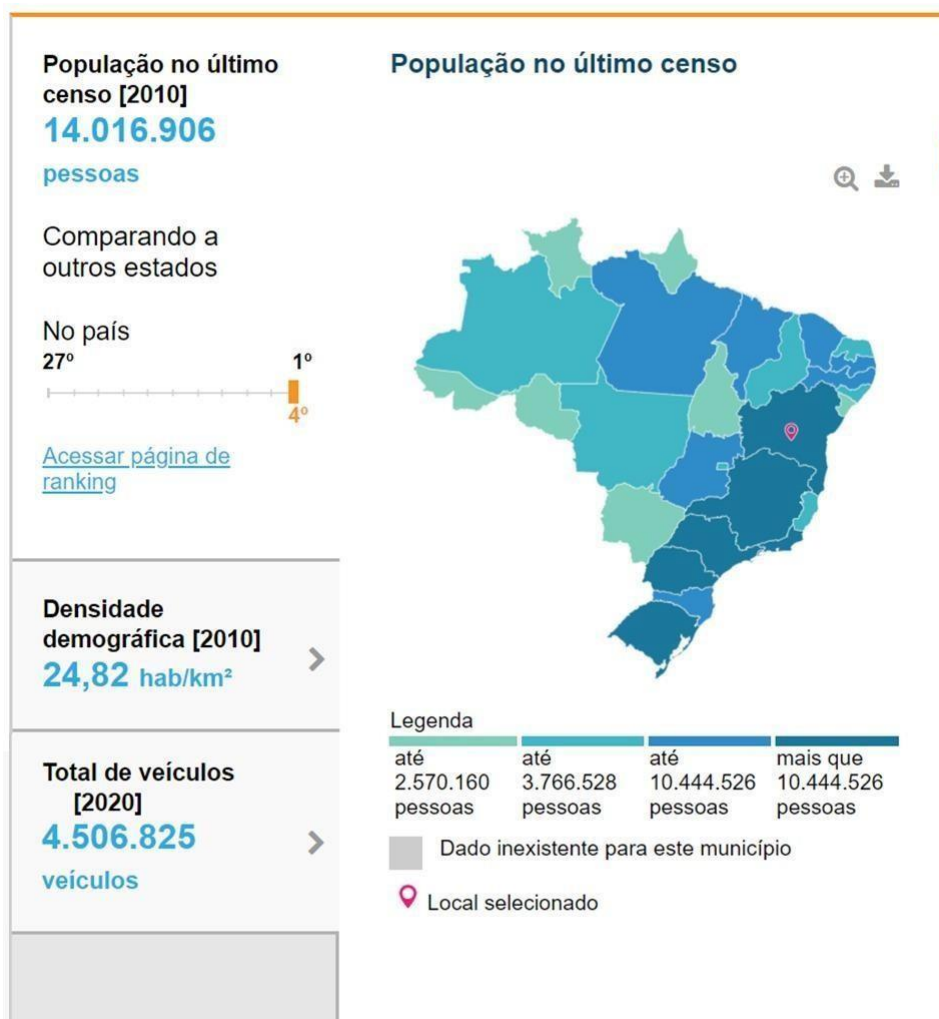 População no último
censo [2010]
14.016.906
pessoas
Comparando a
outros estados
No país
27º 1º
4º
Acessar página de
ranking
Densidade
demográfica [2010]
24,82 hab/km²
Total de veículos
[2020]
4.506.825
veículos
População no último censo
Legenda
até
2.570.160
pessoas
até
3.766.528
pessoas
até
10.444.526
pessoas
mais que
10.444.526
pessoas
Dado inexistente para este município
Local selecionado